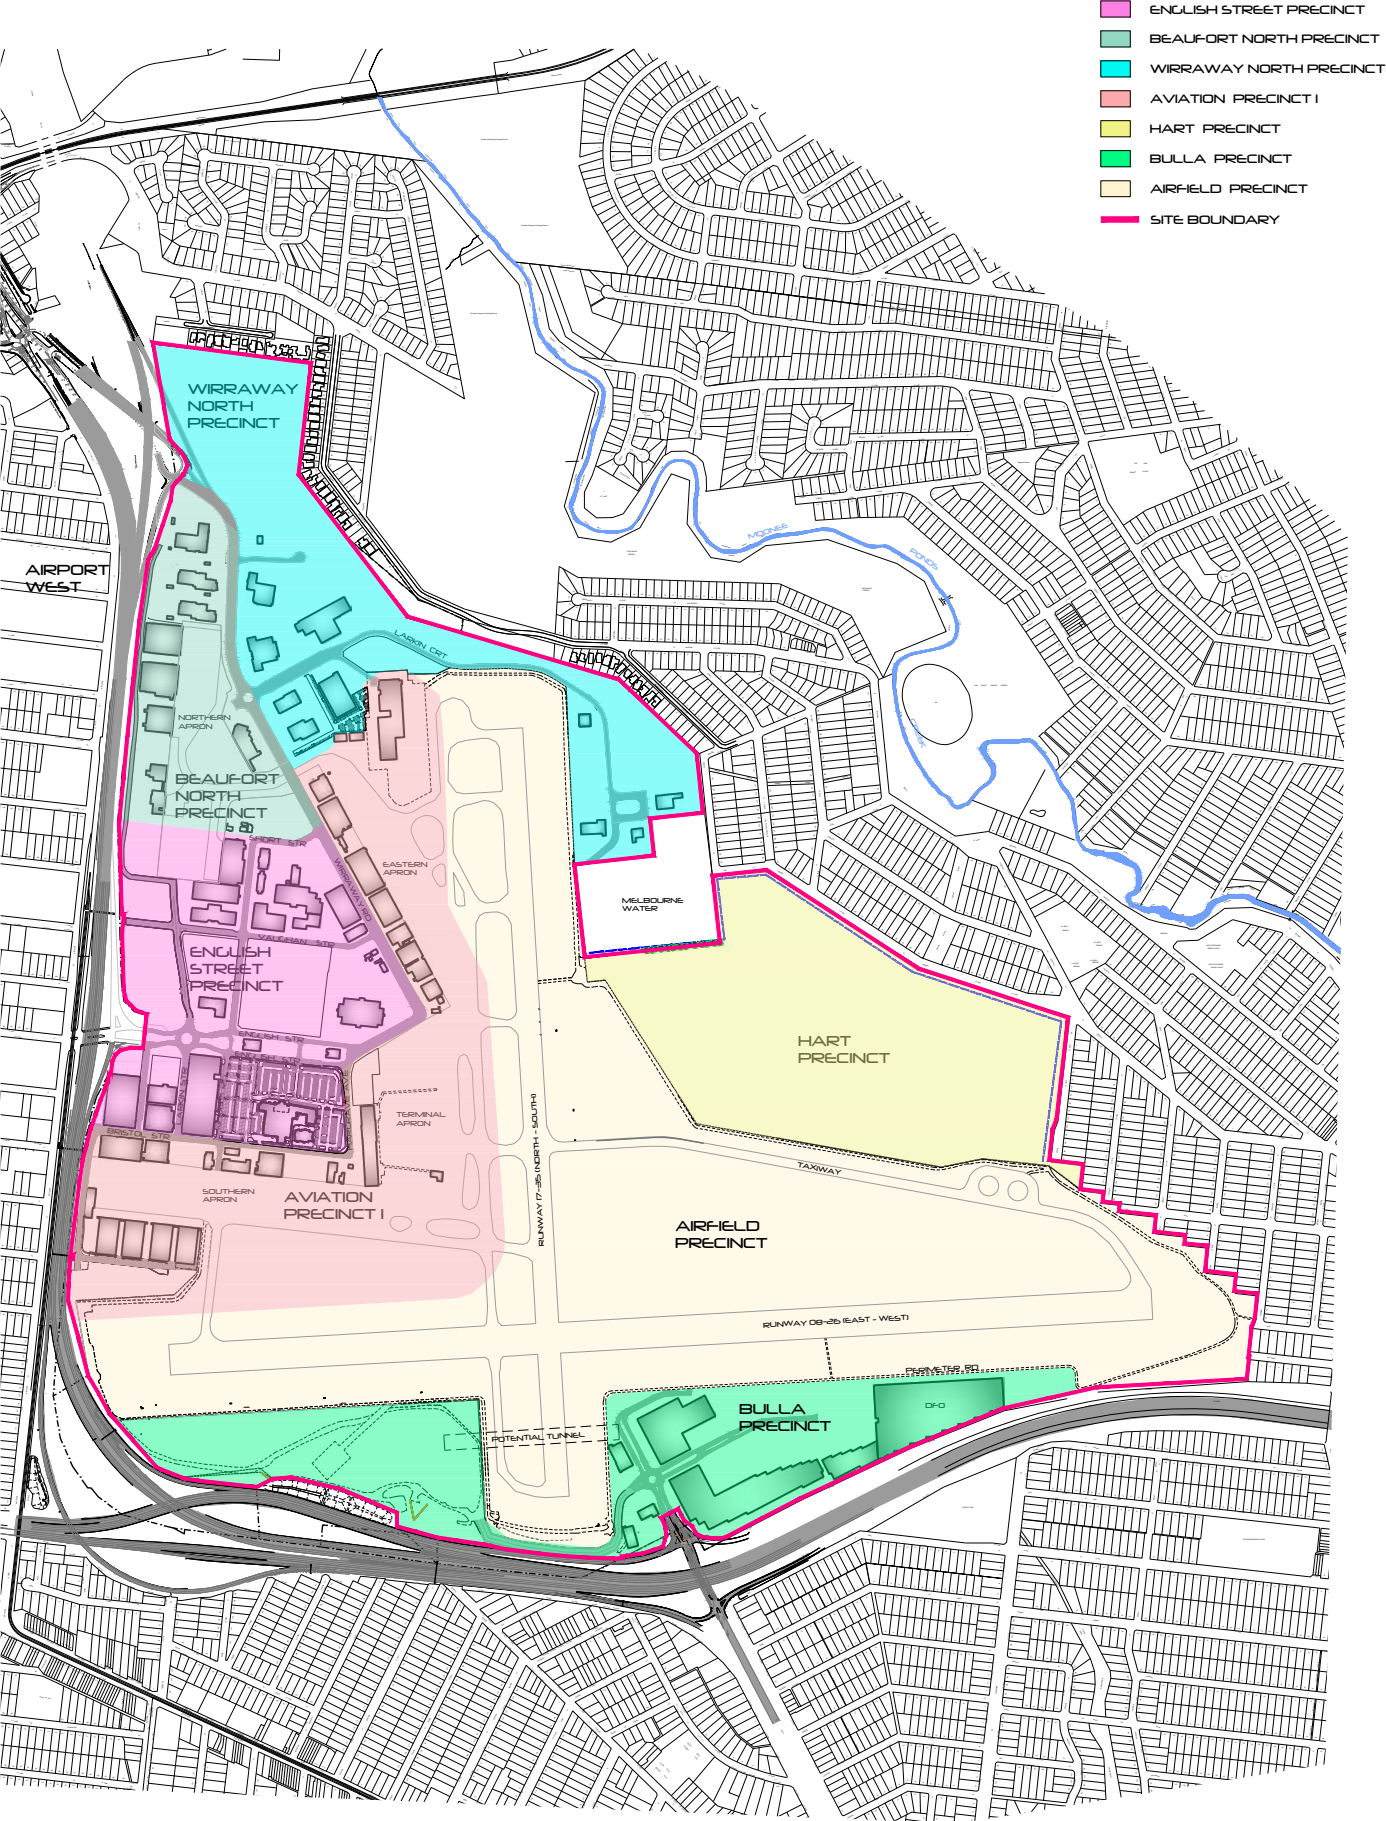 ENGLISH STREET PRECINCT
BEAUFORT NORTH PRECINCT
WIRRAWAY NORTH PRECINCT
AVIATION PRECINCT 1
HART PRECINCT
BULLA PRECINCT
AIRFIELD PRECINCT
SITE BOUNDARY
WIRRAWAY
NORTH
PRECINCT
MOONEE
PONDS
CREEK
AIRPORT
WEST
LARKIN CRT
NORTHERN
APRON
BEAUFORT
NORTH
PRECINCT
SHORT STR
WIRRAWAY RD
EASTERN
APRON
MELBOURNE
WATER
VAUGHAN STR
ENGLISH
STREET
PRECINCT
ENGLISH STR
ENGLISH STR
HART
PRECINCT
TERMINAL
APRON
BRISTOL STR
RUNWAY 17-35 (NORTH - SOUTH)
TAXIWAY
SOUTHERN
APRON
AVIATION
PRECINCT 1
AIRFIELD
PRECINCT
RUNWAY 08-26 (EAST - WEST)
PERIMETER RD
BULLA
PRECINCT
DFO
POTENTIAL TUNNEL